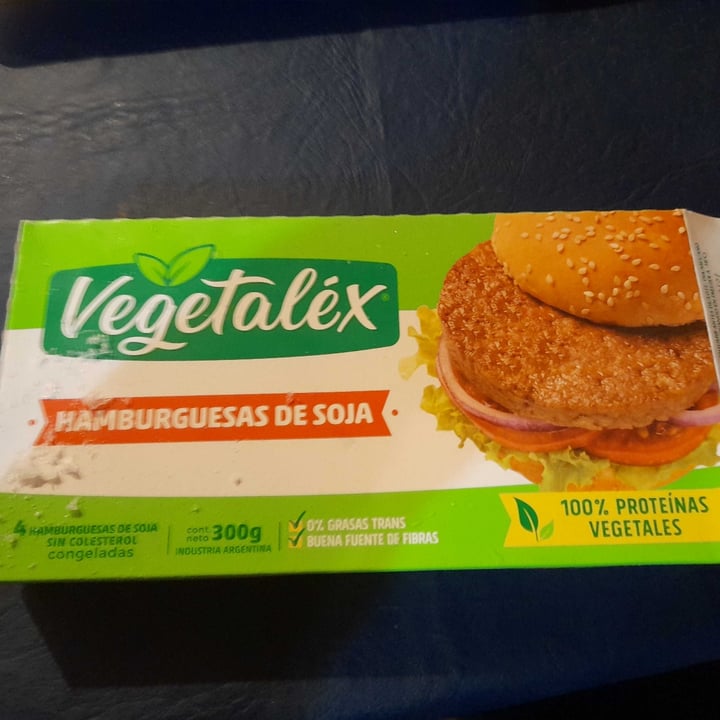 Vegetaléx®
HAMBURGUESAS DE SOJA
4 HAMBURGUESAS DE SOJA
SIN COLESTEROL
congeladas
cont. neto 300g
INDUSTRIA ARGENTINA
0% GRASAS TRANS
BUENA FUENTE DE FIBRAS
100% PROTEÍNAS
VEGETALES